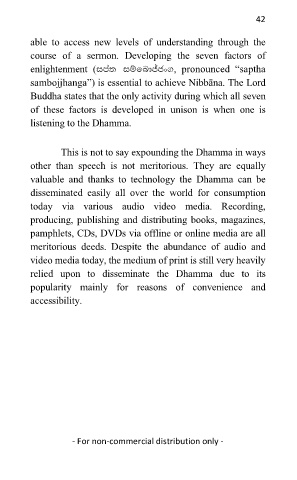 42
able to access new levels of understanding through the
course of a sermon. Developing the seven factors of
enlightenment (සප්ත සම්බොජ්ජංග, pronounced “saptha
sambojjhanga”) is essential to achieve Nibbāna. The Lord
Buddha states that the only activity during which all seven
of these factors is developed in unison is when one is
listening to the Dhamma.
This is not to say expounding the Dhamma in ways
other than speech is not meritorious. They are equally
valuable and thanks to technology the Dhamma can be
disseminated easily all over the world for consumption
today via various audio video media. Recording,
producing, publishing and distributing books, magazines,
pamphlets, CDs, DVDs via offline or online media are all
meritorious deeds. Despite the abundance of audio and
video media today, the medium of print is still very heavily
relied upon to disseminate the Dhamma due to its
popularity mainly for reasons of convenience and
accessibility.
- For non-commercial distribution only -